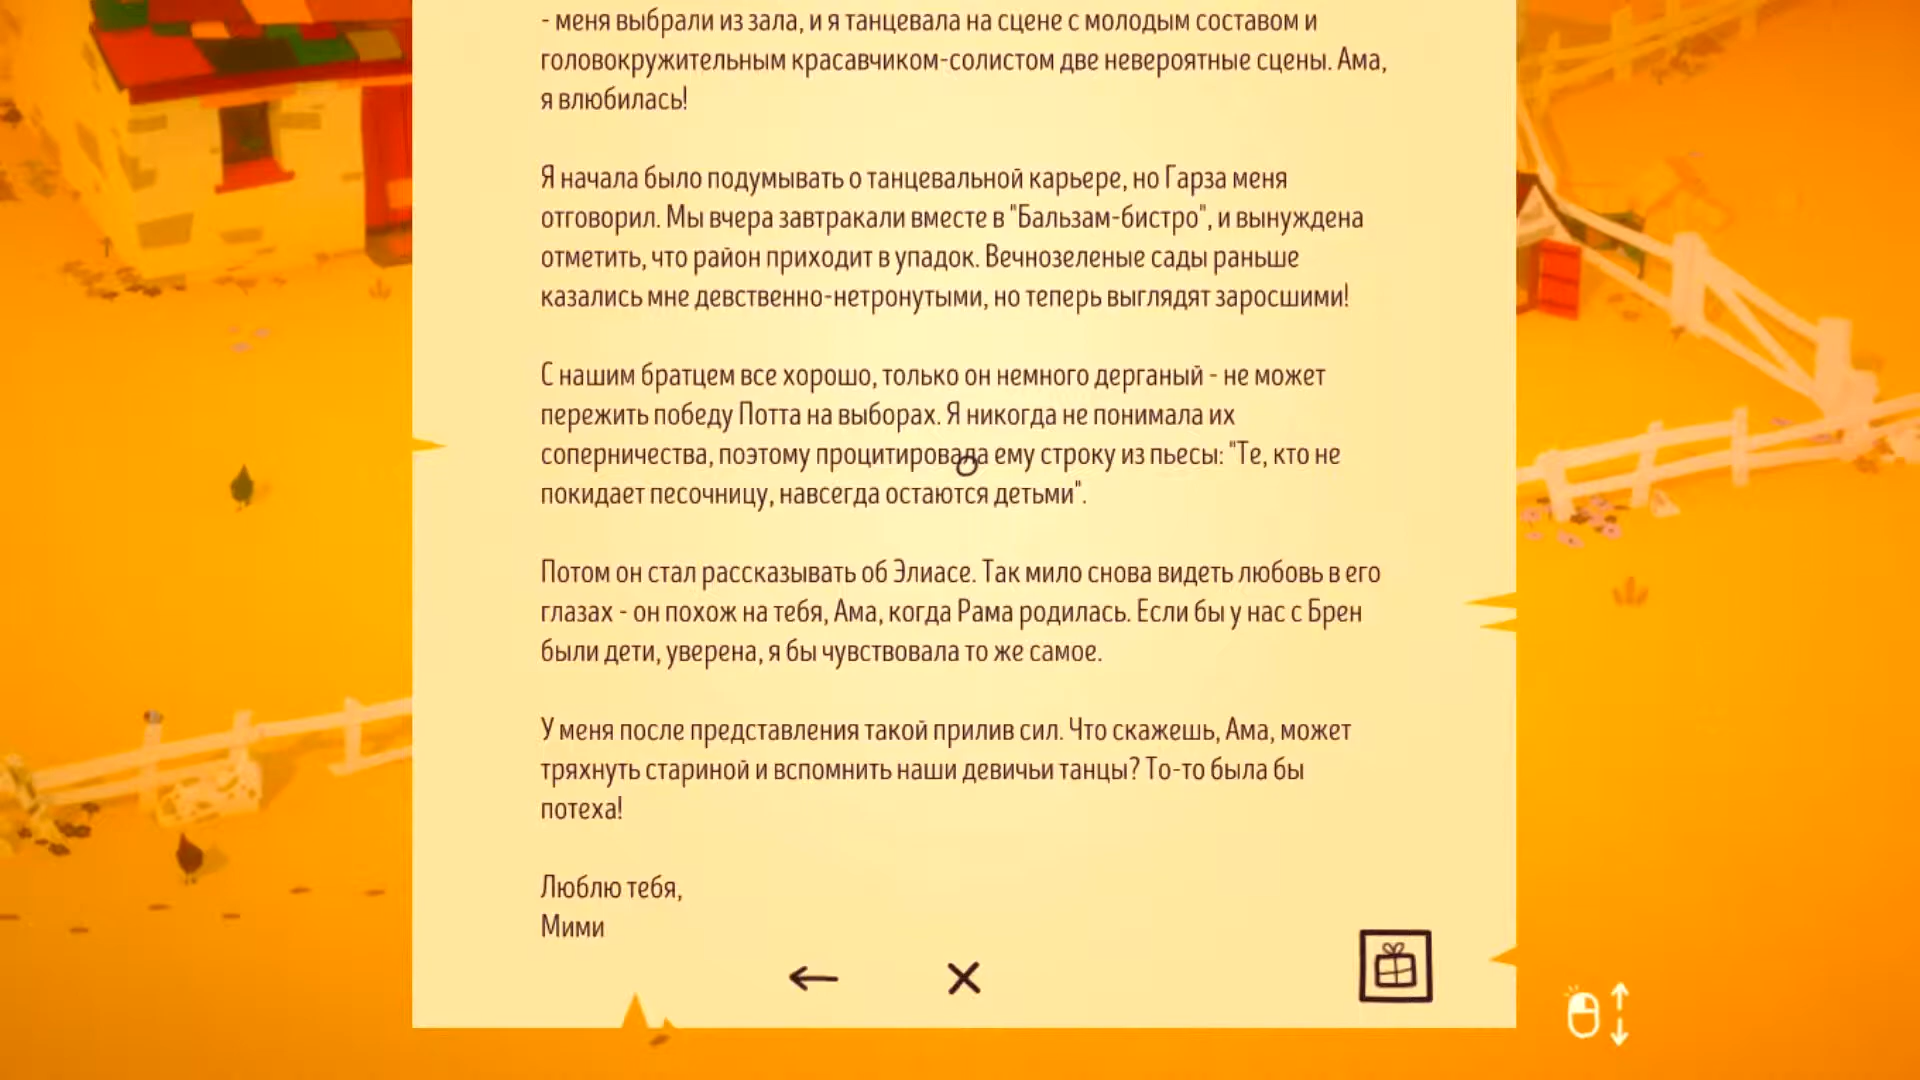 - меня выбрали из зала, и я танцевала на сцене с молодым составом и
головокружительным красавчиком-солистом две невероятные сцены. Ама,
я влюбилась!
Я начала было подумывать о танцевальной карьере, но Гарза меня
отговорил. Мы вчера завтракали вместе в "Бальзам-бистро", и вынуждена
отметить, что район приходит в упадок. Вечнозеленые сады раньше
казались мне девственно-нетронутыми, но теперь выглядят заросшими!
С нашим братцем все хорошо, только он немного дерганый - не может
пережить победу Потта на выборах. Я никогда не понимала их
соперничества, поэтому процитировала ему строку из пьесы: "Те, кто не
покидает песочницу, навсегда остаются детьми".
Потом он стал рассказывать об Элиасе. Так мило снова видеть любовь в его
глазах - он похож на тебя, Ама, когда Рама родилась. Если бы у нас с Брен
были дети, уверена, я бы чувствовала то же самое.
У меня после представления такой прилив сил. Что скажешь, Ама, может
тряхнуть стариной и вспомнить наши девичьи танцы? То-то была бы
потеха!
Люблю тебя,
Мими